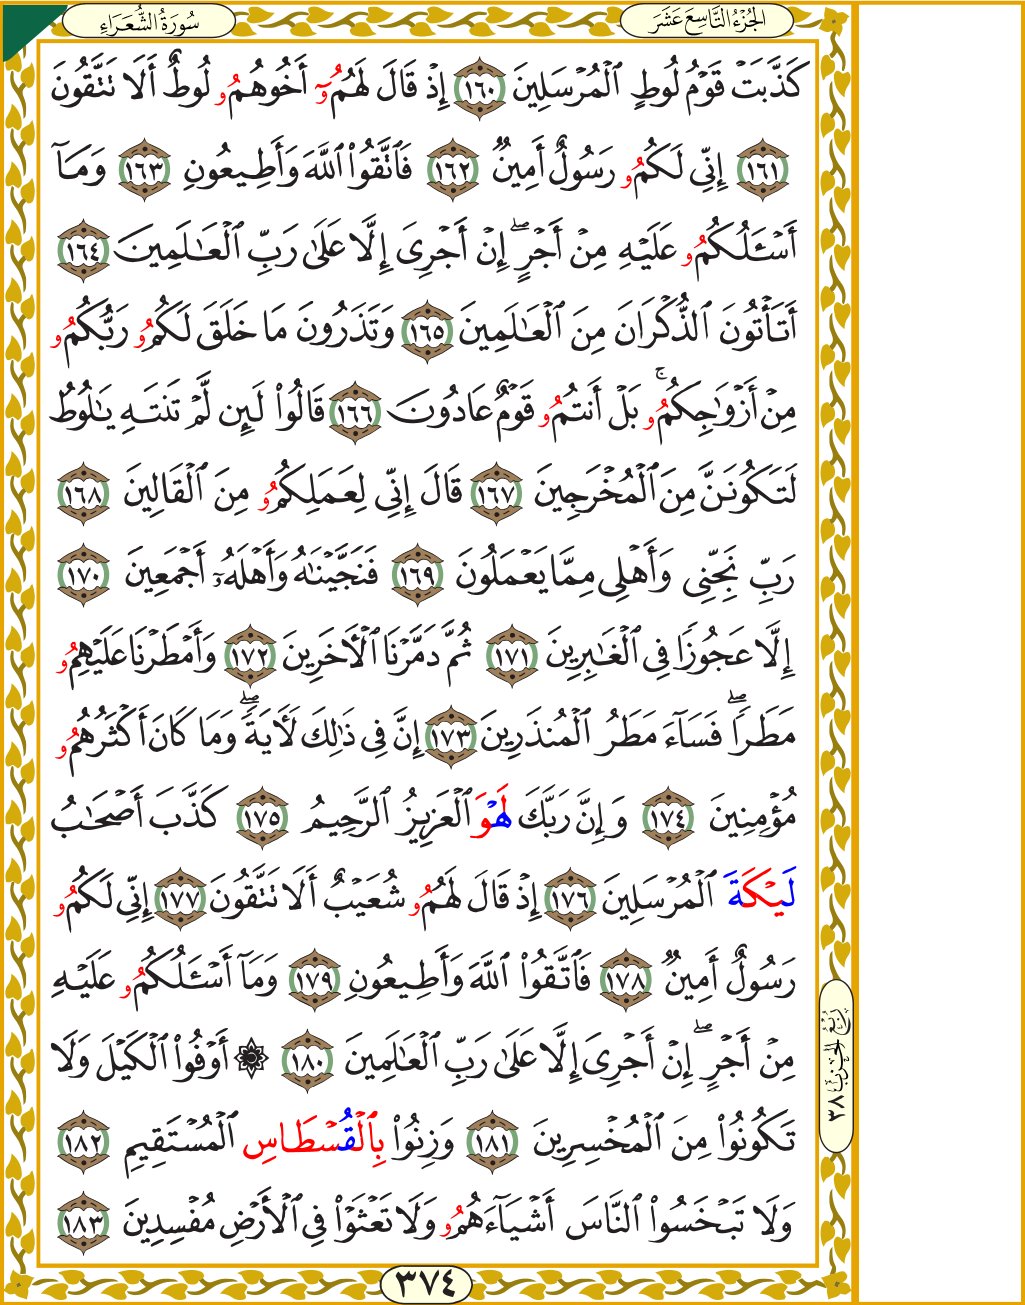 سُورَةُ الشُّعَرَاءِ
الجُزْءُ التَّاسِعَ عَشَرَ
كَذَّبَتْ قَوْمُ لُوطٍ ٱلْمُرْسَلِينَ ١٦٠ إِذْ قَالَ لَهُمُۥٓ أَخُوهُمُۥ لُوطٌ أَلَا تَتَّقُونَ
١٦١ إِنِّي لَكُمُۥ رَسُولٌ أَمِينٌ ١٦٢ فَٱتَّقُوا۟ ٱللَّهَ وَأَطِيعُونِ ١٦٣ وَمَآ
أَسْـَٔلُكُمُۥ عَلَيْهِ مِنْ أَجْرٍ ۖ إِنْ أَجْرِىَ إِلَّا عَلَىٰ رَبِّ ٱلْعَـٰلَمِينَ ١٦٤
أَتَأْتُونَ ٱلذُّكْرَانَ مِنَ ٱلْعَـٰلَمِينَ ١٦٥ وَتَذَرُونَ مَا خَلَقَ لَكُمُۥ رَبُّكُمُۥ
مِنْ أَزْوَٰجِكُمُۥ ۚ بَلْ أَنتُمُۥ قَوْمٌ عَادُونَ ١٦٦ قَالُوا۟ لَئِن لَّمْ تَنتَهِ يَـٰلُوطُ
لَتَكُونَنَّ مِنَ ٱلْمُخْرَجِينَ ١٦٧ قَالَ إِنِّي لِعَمَلِكُمُۥ مِنَ ٱلْقَالِينَ ١٦٨
رَبِّ نَجِّنِى وَأَهْلِى مِمَّا يَعْمَلُونَ ١٦٩ فَنَجَّيْنَـٰهُ وَأَهْلَهُۥٓ أَجْمَعِينَ ١٧٠
إِلَّا عَجُوزًا فِى ٱلْغَـٰبِرِينَ ١٧١ ثُمَّ دَمَّرْنَا ٱلْـَٔاخَرِينَ ١٧٢ وَأَمْطَرْنَا عَلَيْهِمُۥ
مَطَرًا ۖ فَسَآءَ مَطَرُ ٱلْمُنذَرِينَ ١٧٣ إِنَّ فِى ذَٰلِكَ لَـَٔايَةً ۖ وَمَا كَانَ أَكْثَرُهُمُۥ
مُؤْمِنِينَ ١٧٤ وَإِنَّ رَبَّكَ لَهْوَ ٱلْعَزِيزُ ٱلرَّحِيمُ ١٧٥ كَذَّبَ أَصْحَـٰبُ
لَيْكَةَ ٱلْمُرْسَلِينَ ١٧٦ إِذْ قَالَ لَهُمُۥ شُعَيْبٌ أَلَا تَتَّقُونَ ١٧٧ إِنِّي لَكُمُۥ
رَسُولٌ أَمِينٌ ١٧٨ فَٱتَّقُوا۟ ٱللَّهَ وَأَطِيعُونِ ١٧٩ وَمَآ أَسْـَٔلُكُمُۥ عَلَيْهِ
مِنْ أَجْرٍ ۖ إِنْ أَجْرِىَ إِلَّا عَلَىٰ رَبِّ ٱلْعَـٰلَمِينَ ١٨٠ ۞ أَوْفُوا۟ ٱلْكَيْلَ وَلَا
تَكُونُوا۟ مِنَ ٱلْمُخْسِرِينَ ١٨١ وَزِنُوا۟ بِٱلْقُسْطَاسِ ٱلْمُسْتَقِيمِ ١٨٢
وَلَا تَبْخَسُوا۟ ٱلنَّاسَ أَشْيَآءَهُمُۥ وَلَا تَعْثَوْا۟ فِى ٱلْأَرْضِ مُفْسِدِينَ ١٨٣
رُبُعُ الحِزْبِ ٣٨
٣٧٤